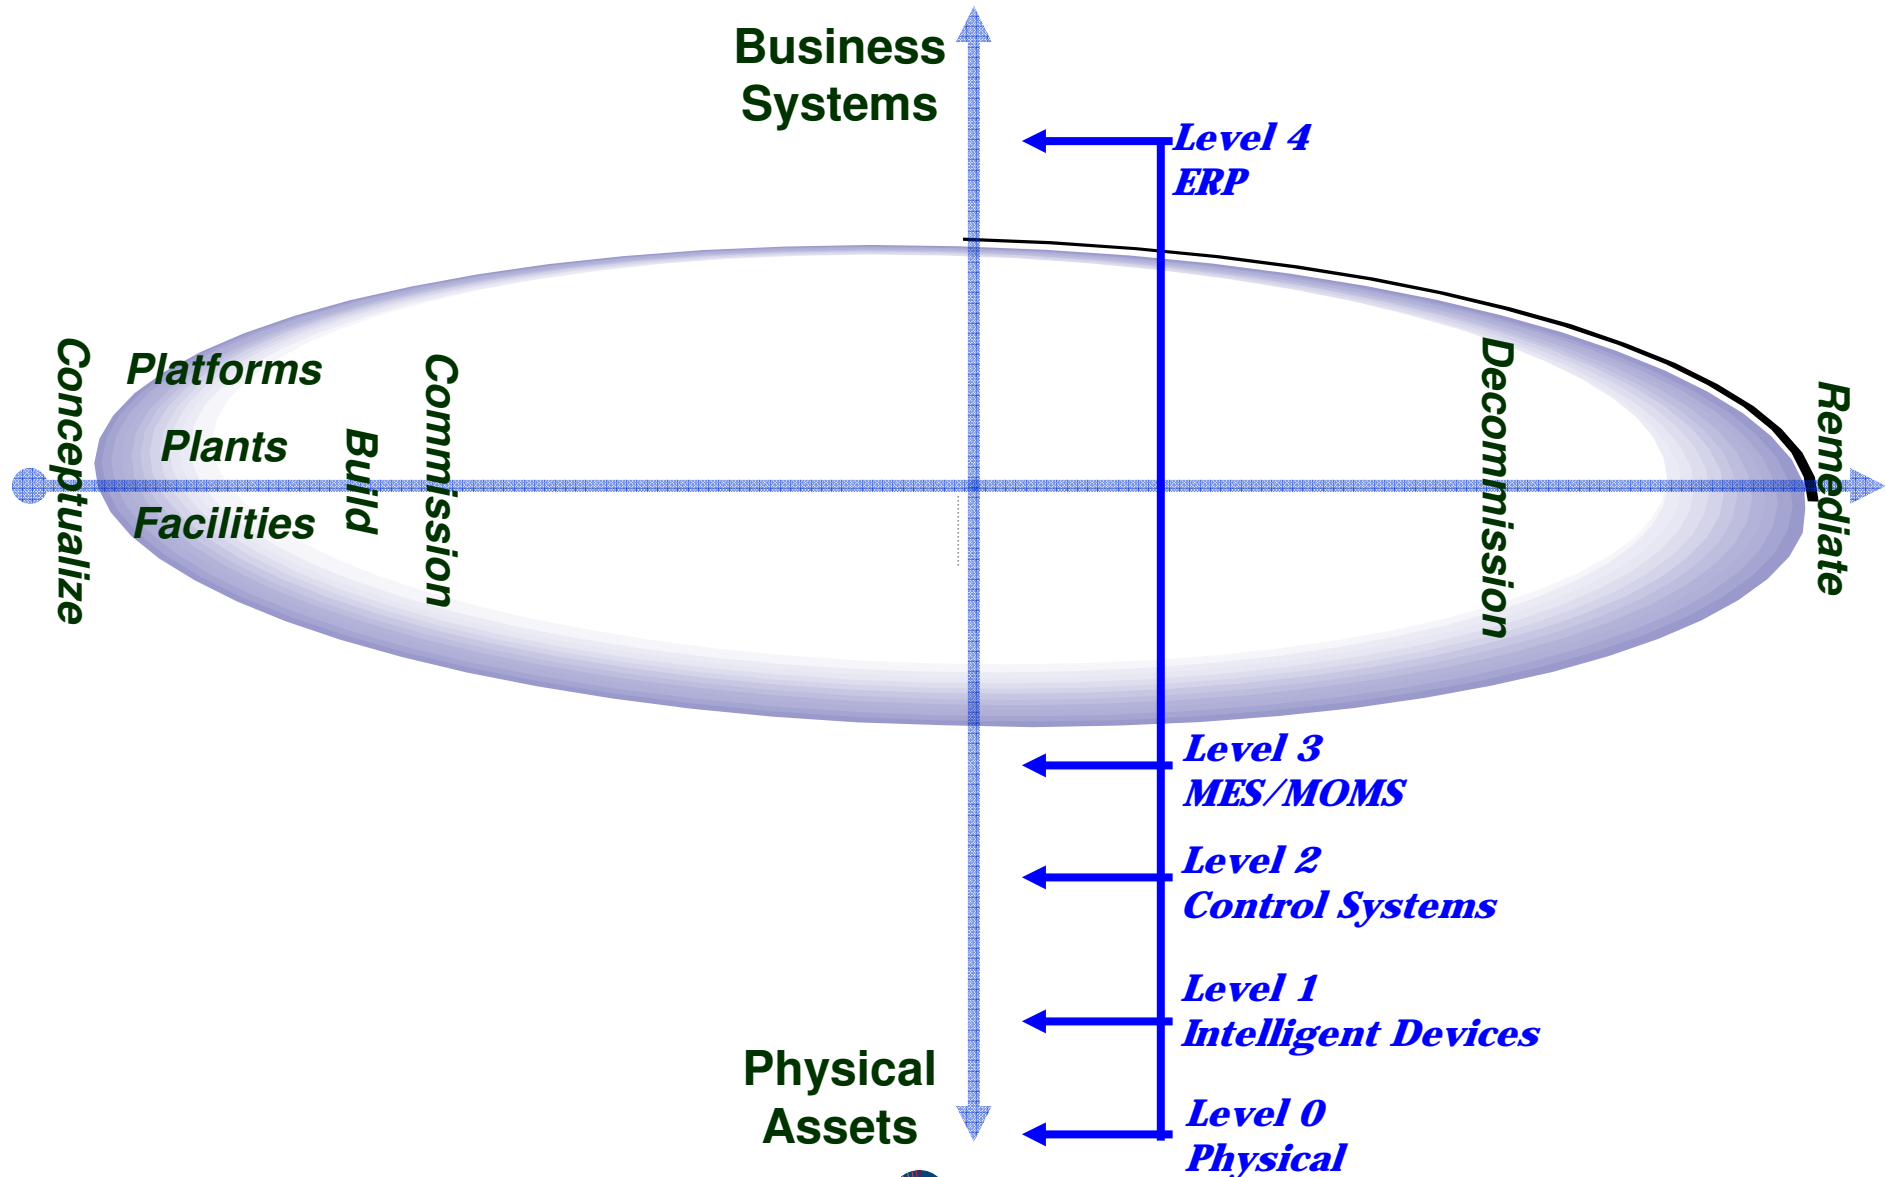 Business
Systems
Level 4
ERP
Conceptualize
Platforms
Plants
Facilities
Build
Commission
Decommission
Remediate
Level 3
MES/MOMS
Level 2
Control Systems
Level 1
Intelligent Devices
Physical
Assets
Level 0
Physical